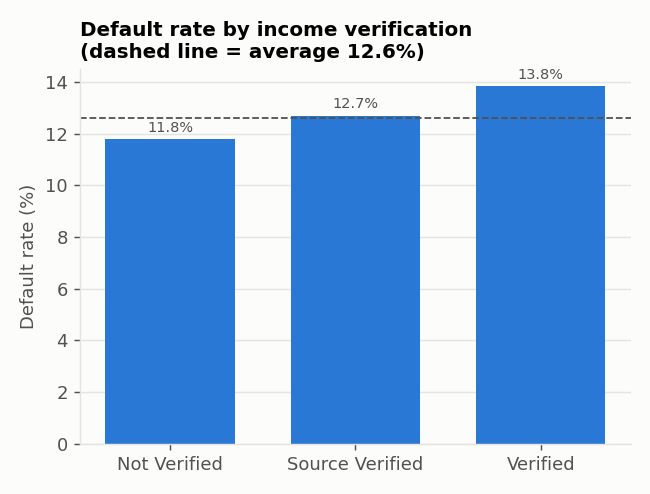 Default rate by income verification
(dashed line = average 12.6%)
Default rate (%)
14
12
10
8
6
4
2
0
11.8%
12.7%
13.8%
Not Verified
Source Verified
Verified